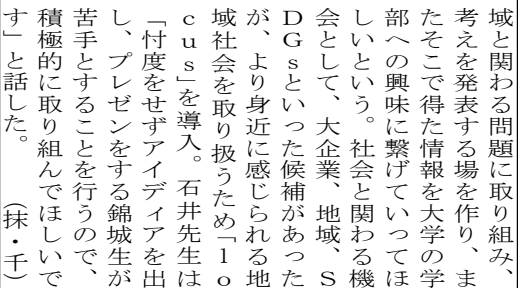 域と関わる問題に取り組み、
考えを発表する場を作り、ま
たそこで得た情報を大学の学
部への興味に繋げていってほ
しいという。社会と関わる機
会として、大企業、地域、S
DGsといった候補があった
が、より身近に感じられる地
域社会を取り扱うため「lo
cus」を導入。石井先生は
「忖度をせずアイディアを出
し、プレゼンをする錦城生が
苦手とすることを行うので、
積極的に取り組んでほしいで
す」と話した。　　（抹・千）